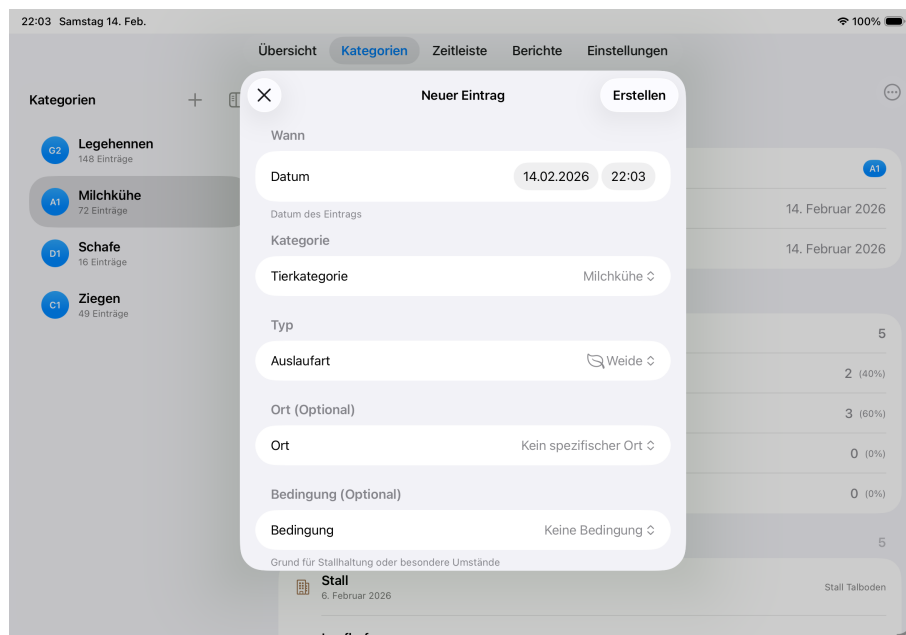 22:03 Samstag 14. Feb. 100%
Übersicht Kategorien Zeitleiste Berichte Einstellungen
Kategorien
G2 Legehennen
148 Einträge
A1 Milchkühe
72 Einträge
D1 Schafe
16 Einträge
C1 Ziegen
49 Einträge
Neuer Eintrag Erstellen
Wann
Datum 14.02.2026 22:03
Datum des Eintrags
Kategorie
Tierkategorie Milchkühe
Typ
Auslaufart Weide
Ort (Optional)
Ort Kein spezifischer Ort
Bedingung (Optional)
Bedingung Keine Bedingung
Grund für Stallhaltung oder besondere Umstände
A1
14. Februar 2026
14. Februar 2026
5
2 (40%)
3 (60%)
0 (0%)
0 (0%)
5
Stall
6. Februar 2026
Stall Talboden